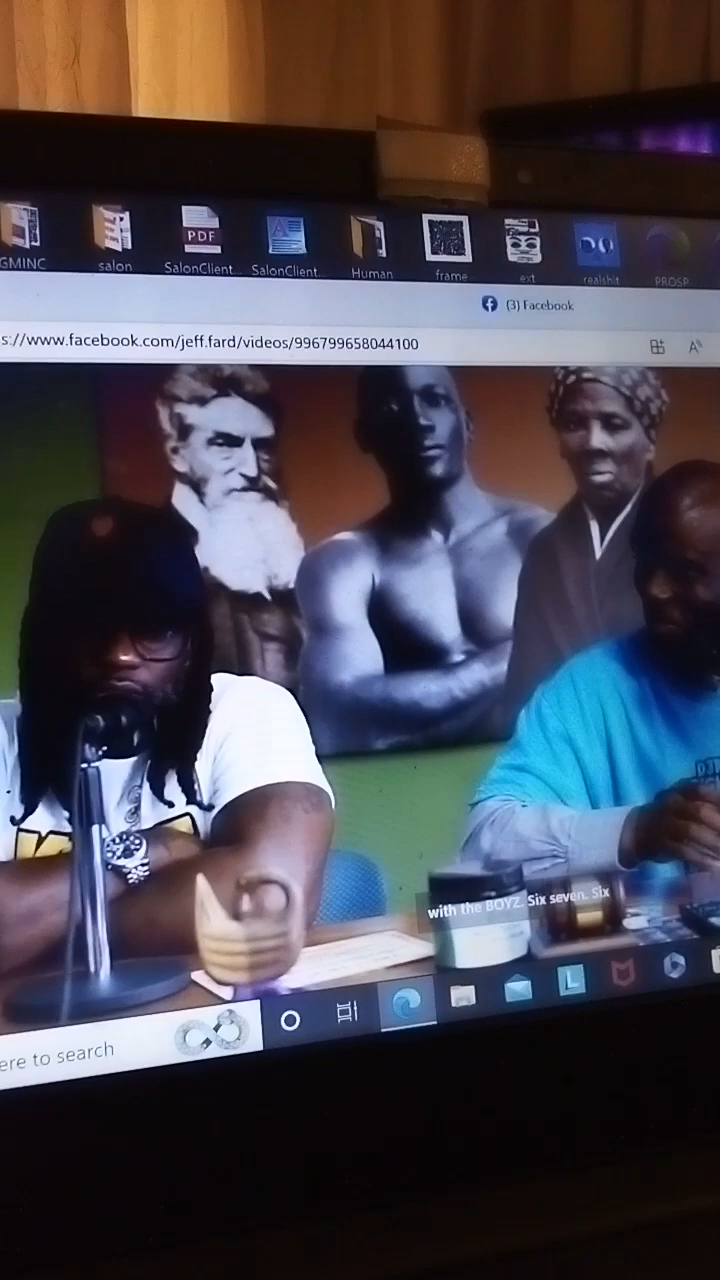 GMINC
salon
PDF
SalonClient...
SalonClient...
Human
frame
ext
realshit
PROSP
(3) Facebook
s://www.facebook.com/jeff.fard/videos/996799658044100
with the BOYZ. Six seven. Six
ere to search